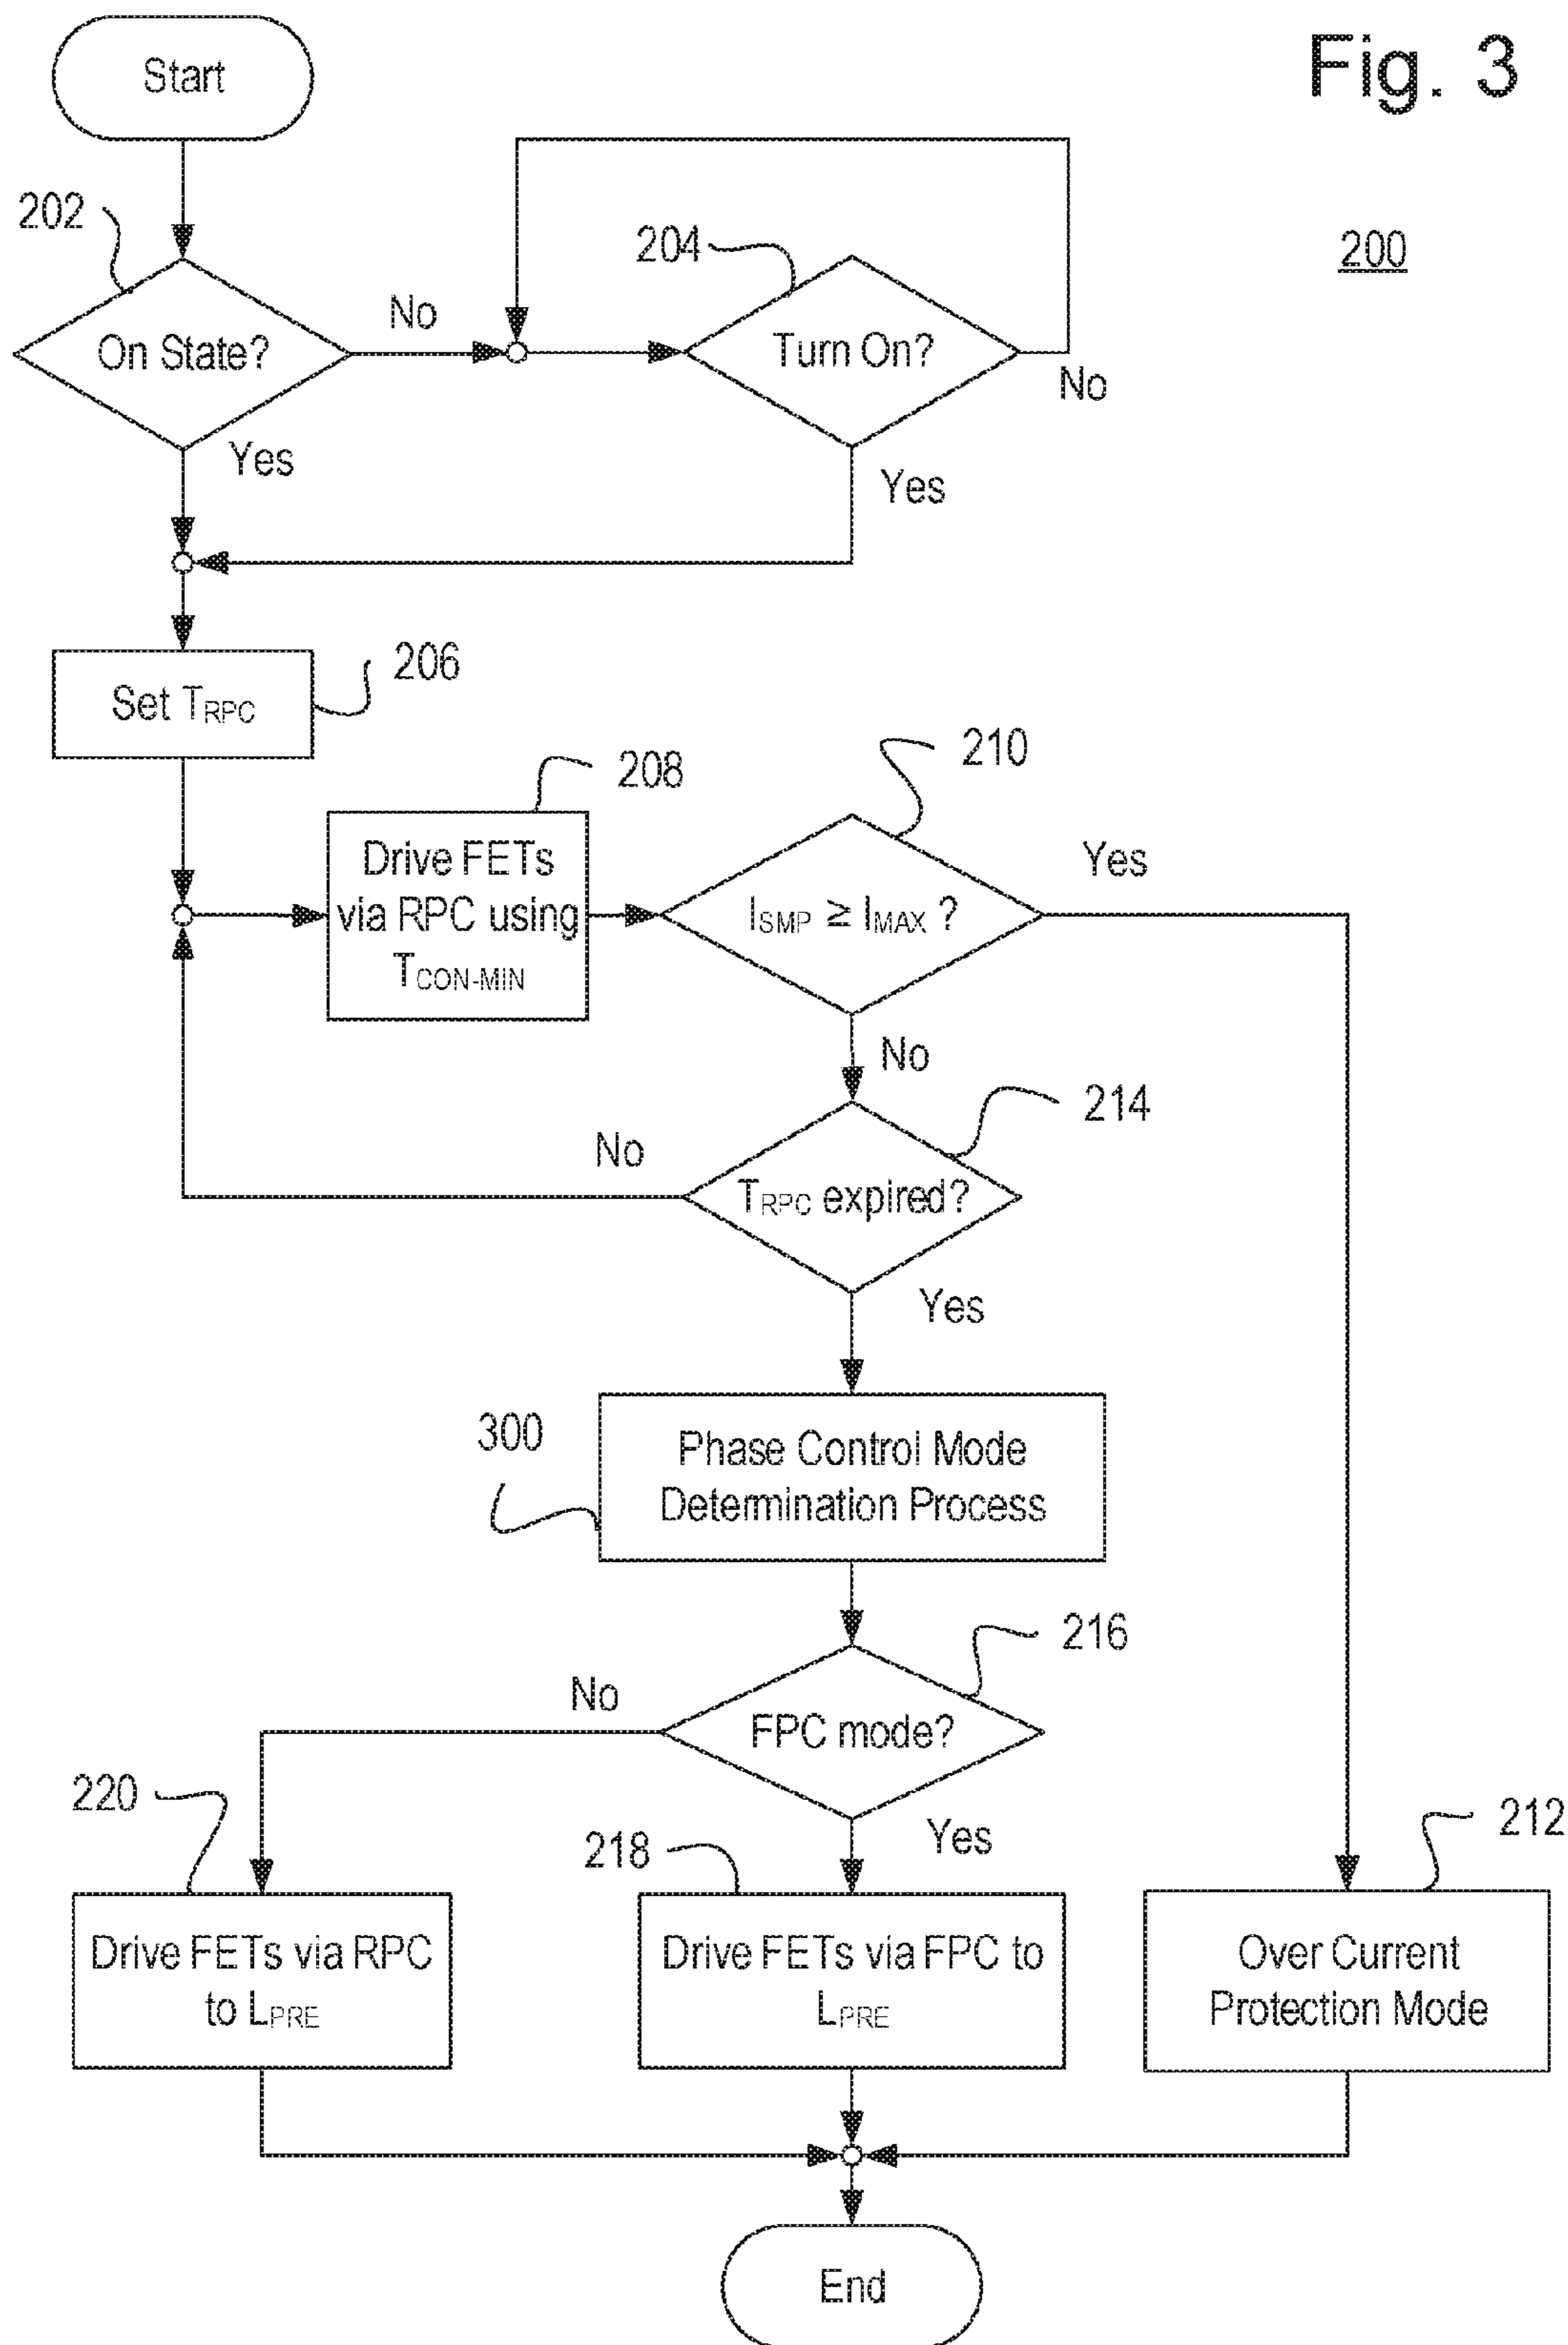 Fig. 3
200
Start
202
On State?
No
204
Turn On?
No
Yes
Yes
Set TRPC
206
208
Drive FETs
via RPC using
TCON-MIN
210
ISMP ≥ IMAX ?
Yes
No
214
TRPC expired?
No
Yes
300
Phase Control Mode
Determination Process
216
FPC mode?
No
Yes
220
Drive FETs via RPC
to LPRE
218
Drive FETs via FPC to
LPRE
212
Over Current
Protection Mode
End